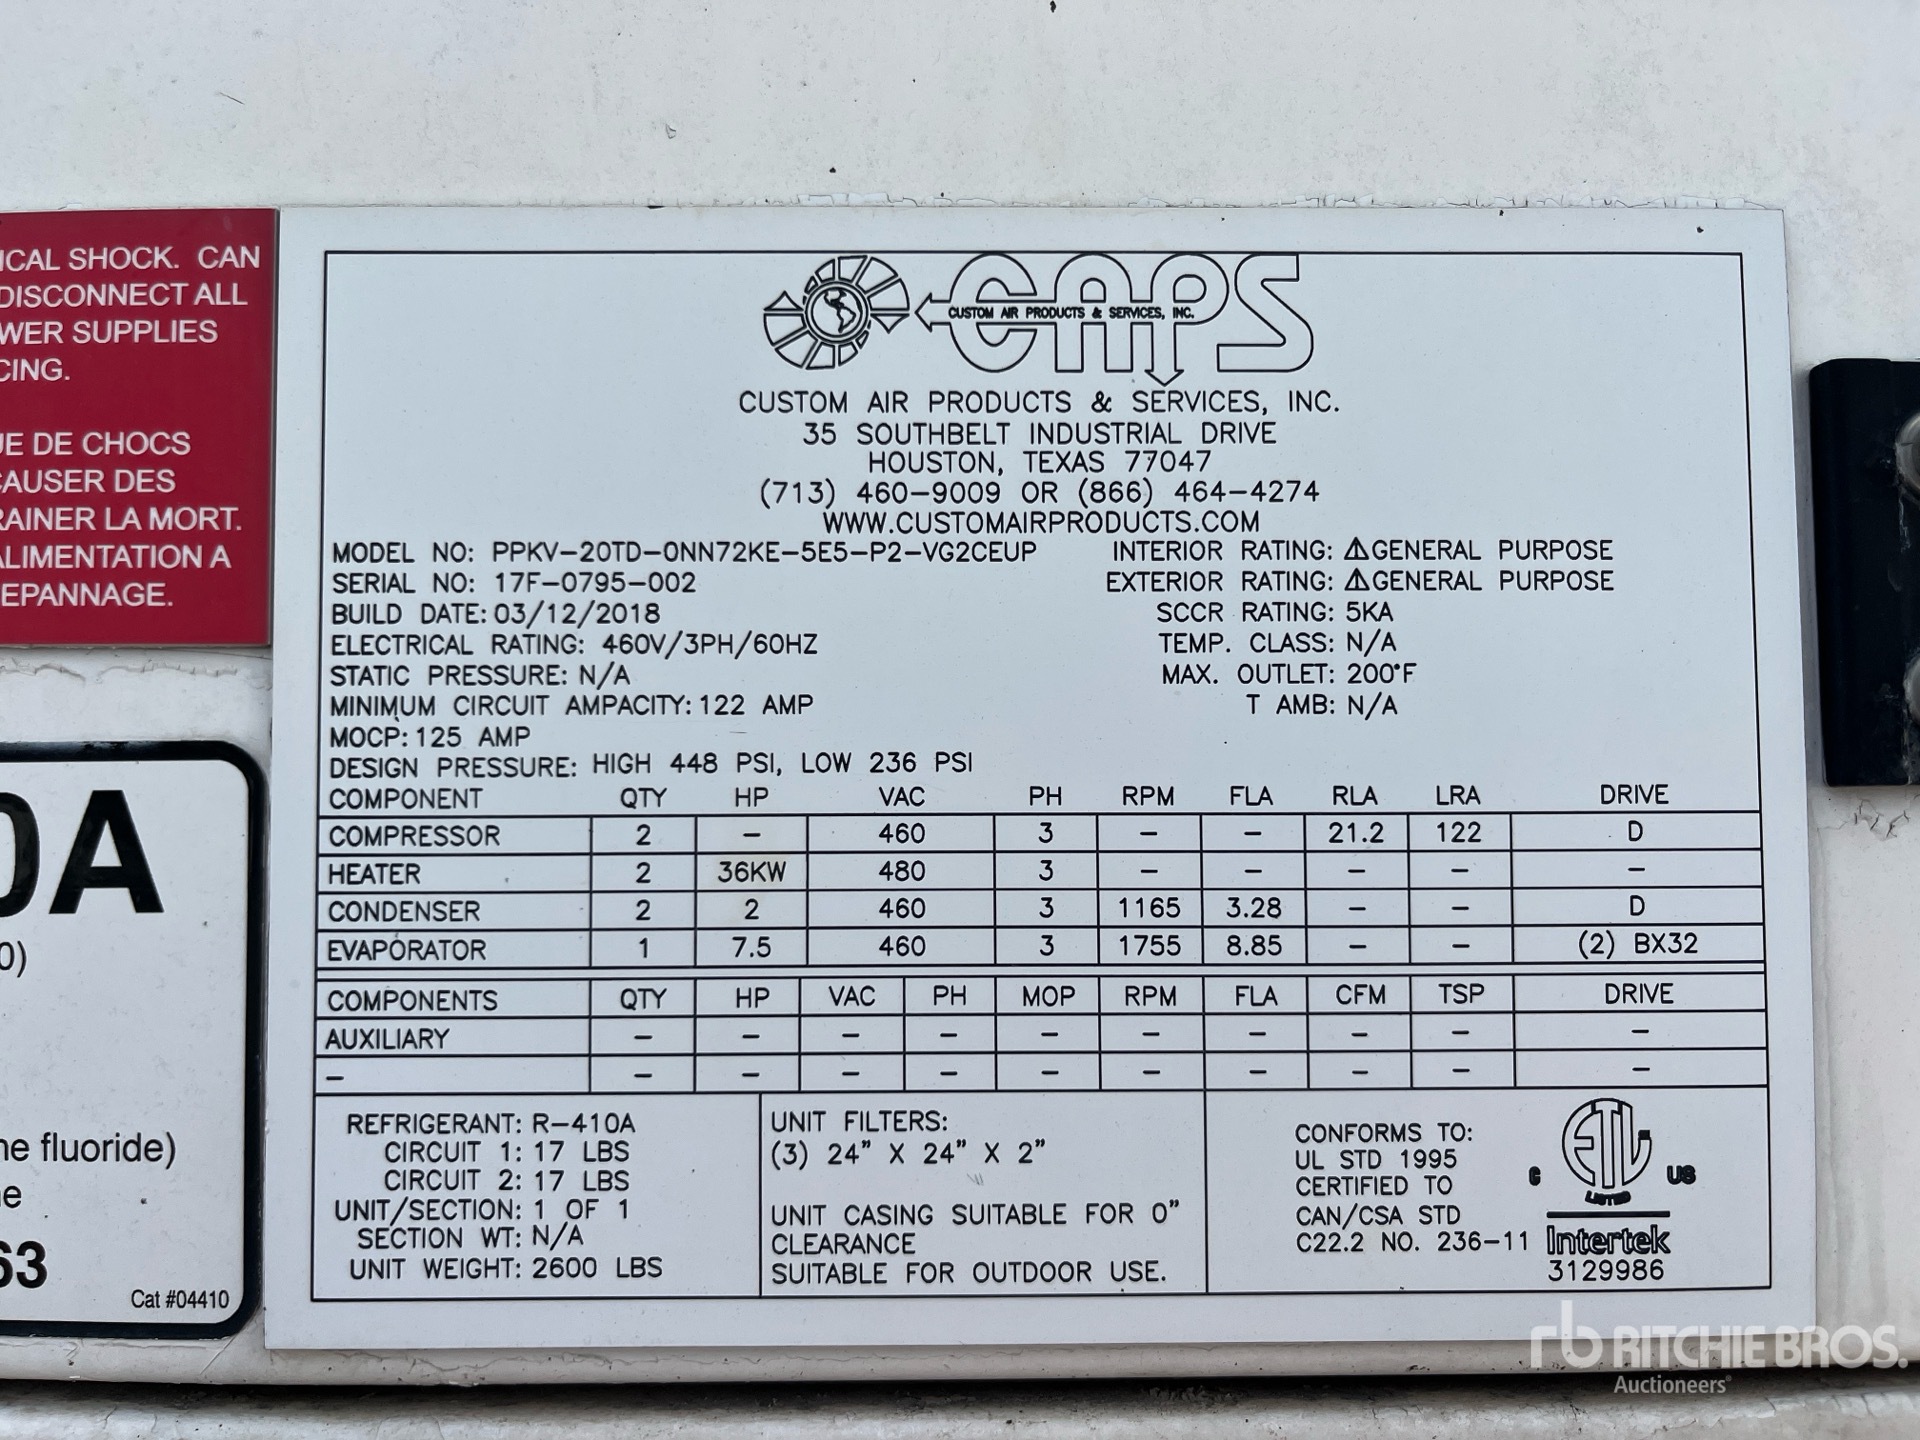 ICAL SHOCK. CAN
DISCONNECT ALL
WER SUPPLIES
CING.
UE DE CHOCS
CAUSER DES
RAINER LA MORT.
ALIMENTATION A
EPANNAGE.
0A
0)
ne fluoride)
e
63
Cat #04410
CAPS
CUSTOM AIR PRODUCTS & SERVICES, INC.
CUSTOM AIR PRODUCTS & SERVICES, INC.
35 SOUTHBELT INDUSTRIAL DRIVE
HOUSTON, TEXAS 77047
(713) 460-9009 OR (866) 464-4274
WWW.CUSTOMAIRPRODUCTS.COM
MODEL NO: PPKV-20TD-0NN72KE-5E5-P2-VG2CEUP INTERIOR RATING: ⚠GENERAL PURPOSE
SERIAL NO: 17F-0795-002 EXTERIOR RATING: ⚠GENERAL PURPOSE
BUILD DATE: 03/12/2018 SCCR RATING: 5KA
ELECTRICAL RATING: 460V/3PH/60HZ TEMP. CLASS: N/A
STATIC PRESSURE: N/A MAX. OUTLET: 200°F
MINIMUM CIRCUIT AMPACITY: 122 AMP T AMB: N/A
MOCP: 125 AMP
DESIGN PRESSURE: HIGH 448 PSI, LOW 236 PSI
COMPONENT QTY HP VAC PH RPM FLA RLA LRA DRIVE
COMPRESSOR 2 - 460 3 - - 21.2 122 D
HEATER 2 36KW 480 3 - - - - -
CONDENSER 2 2 460 3 1165 3.28 - - D
EVAPORATOR 1 7.5 460 3 1755 8.85 - - (2) BX32
COMPONENTS QTY HP VAC PH MOP RPM FLA CFM TSP DRIVE
AUXILIARY - - - - - - - - - -
- - - - - - - - - - -
REFRIGERANT: R-410A
CIRCUIT 1: 17 LBS
CIRCUIT 2: 17 LBS
UNIT/SECTION: 1 OF 1
SECTION WT: N/A
UNIT WEIGHT: 2600 LBS
UNIT FILTERS:
(3) 24" X 24" X 2"
UNIT CASING SUITABLE FOR 0"
CLEARANCE
SUITABLE FOR OUTDOOR USE.
CONFORMS TO:
UL STD 1995
CERTIFIED TO
CAN/CSA STD
C22.2 NO. 236-11
C ETL US
LISTED
Intertek
3129986
rb RITCHIE BROS.
Auctioneers